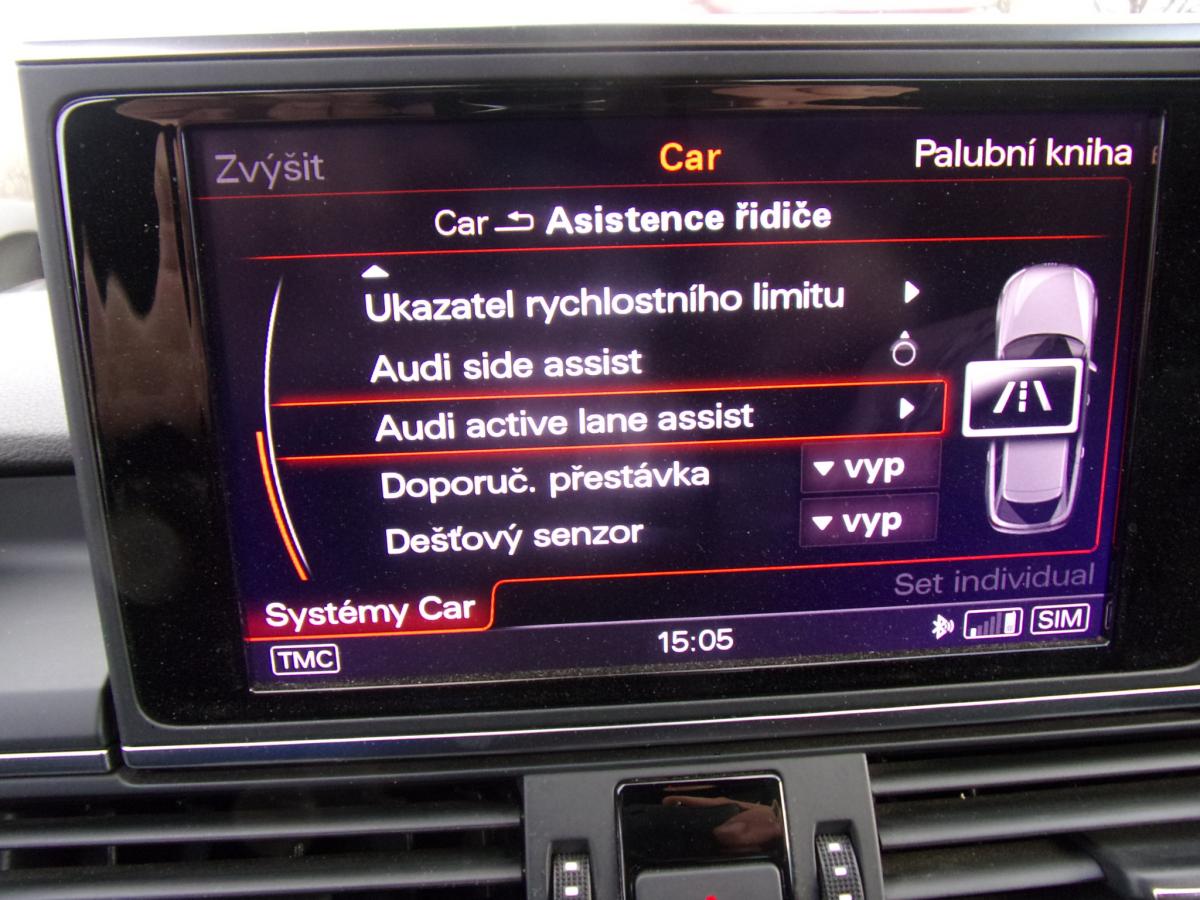 Zvýšit Car Palubní kniha
Car Asistence řidiče
Ukazatel rychlostního limitu
Audi side assist
Audi active lane assist
Doporuč. přestávka vyp
Dešťový senzor vyp
Set individual
Systémy Car
TMC 15:05 SIM